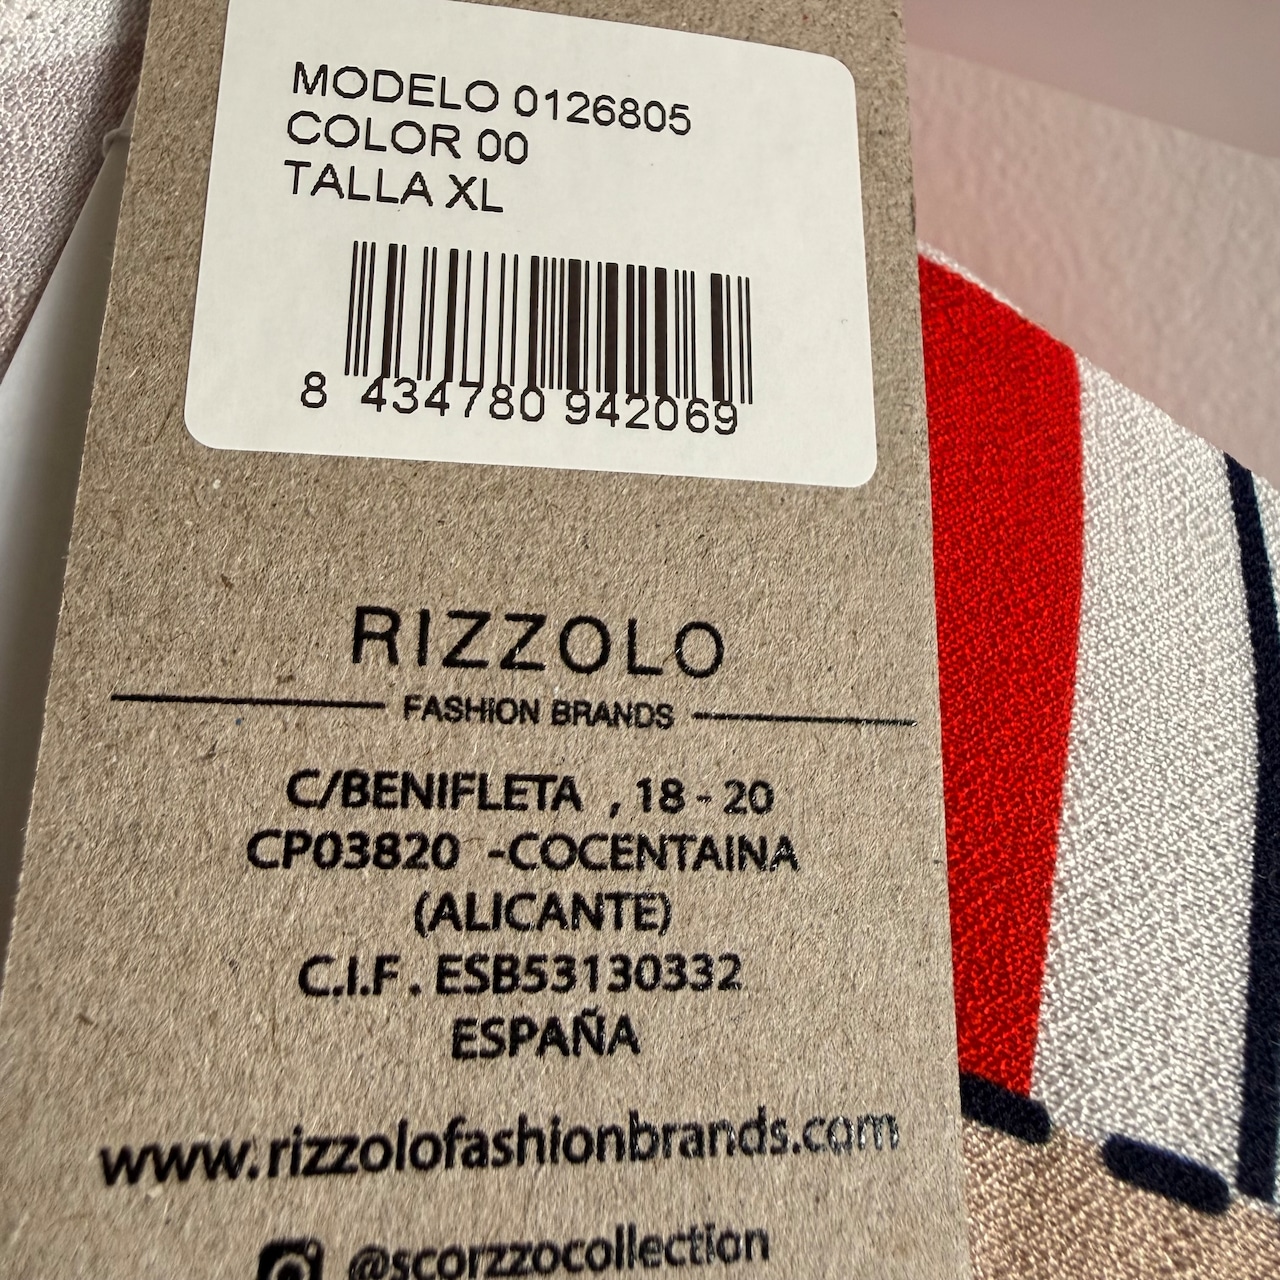 MODELO 0126805
COLOR 00
TALLA XL
8 434780 942069
RIZZOLO
FASHION BRANDS
C/BENIFLETA , 18 - 20
CP03820 -COCENTAINA
(ALICANTE)
C.I.F. ESB53130332
ESPAÑA
www.rizzolofashionbrands.com
@scorzzocollection